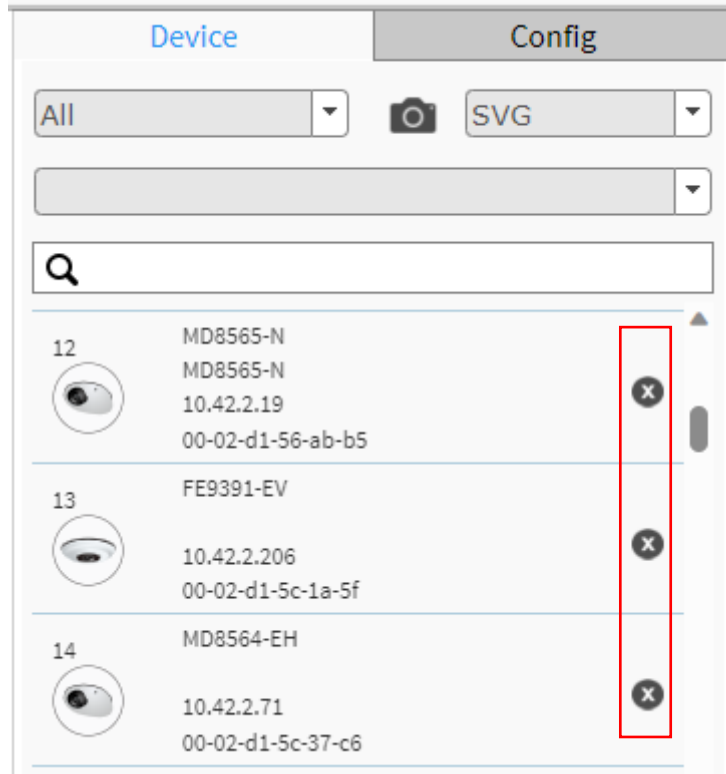 Device Config
All SVG
12
MD8565-N
MD8565-N
10.42.2.19
00-02-d1-56-ab-b5
13
FE9391-EV
10.42.2.206
00-02-d1-5c-1a-5f
14
MD8564-EH
10.42.2.71
00-02-d1-5c-37-c6